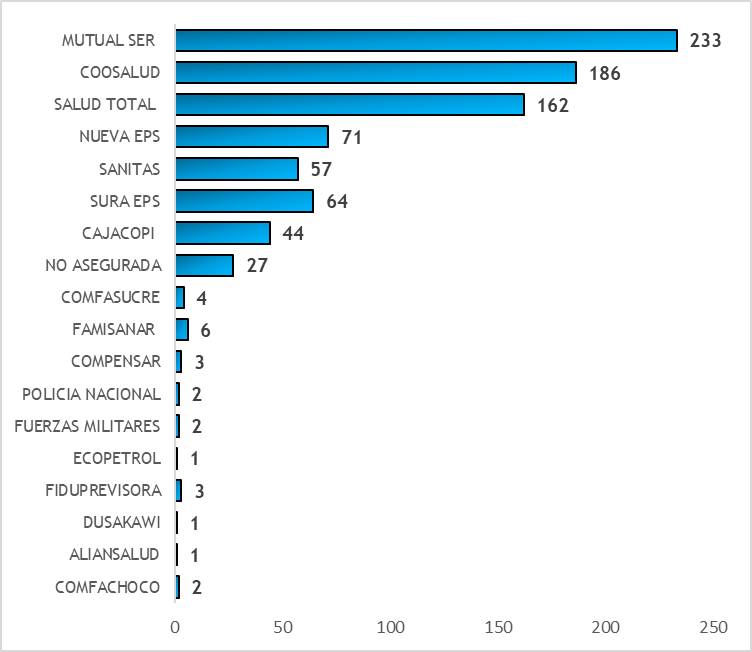 MUTUAL SER 233
COOSALUD 186
SALUD TOTAL 162
NUEVA EPS 71
SANITAS 57
SURA EPS 64
CAJACOPI 44
NO ASEGURADA 27
COMFASUCRE 4
FAMISANAR 6
COMPENSAR 3
POLICIA NACIONAL 2
FUERZAS MILITARES 2
ECOPETROL 1
FIDUPREVISORA 3
DUSAKAWI 1
ALIANSALUD 1
COMFACHOCO 2
0 50 100 150 200 250